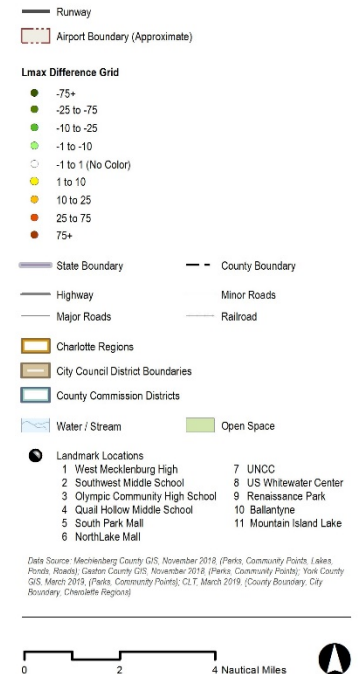 Runway
Airport Boundary (Approximate)
Lmax Difference Grid
-75+
-25 to -75
-10 to -25
-1 to -10
-1 to 1 (No Color)
1 to 10
10 to 25
25 to 75
75+
State Boundary
County Boundary
Highway
Minor Roads
Major Roads
Railroad
Charlotte Regions
City Council District Boundaries
County Commission Districts
Water / Stream
Open Space
Landmark Locations
1 West Mecklenburg High
2 Southwest Middle School
3 Olympic Community High School
4 Quail Hollow Middle School
5 South Park Mall
6 NorthLake Mall
7 UNCC
8 US Whitewater Center
9 Renaissance Park
10 Ballantyne
11 Mountain Island Lake
Data Source: Mechlenberg County GIS, November 2018, (Parks, Community Points, Lakes,
Ponds, Roads); Gaston County GIS, November 2018, (Parks, Community Points); York County
GIS, March 2019, (Parks, Community Points); CLT, March 2019, (County Boundary, City
Boundary, Cherolette Regions)
0 2 4 Nautical Miles